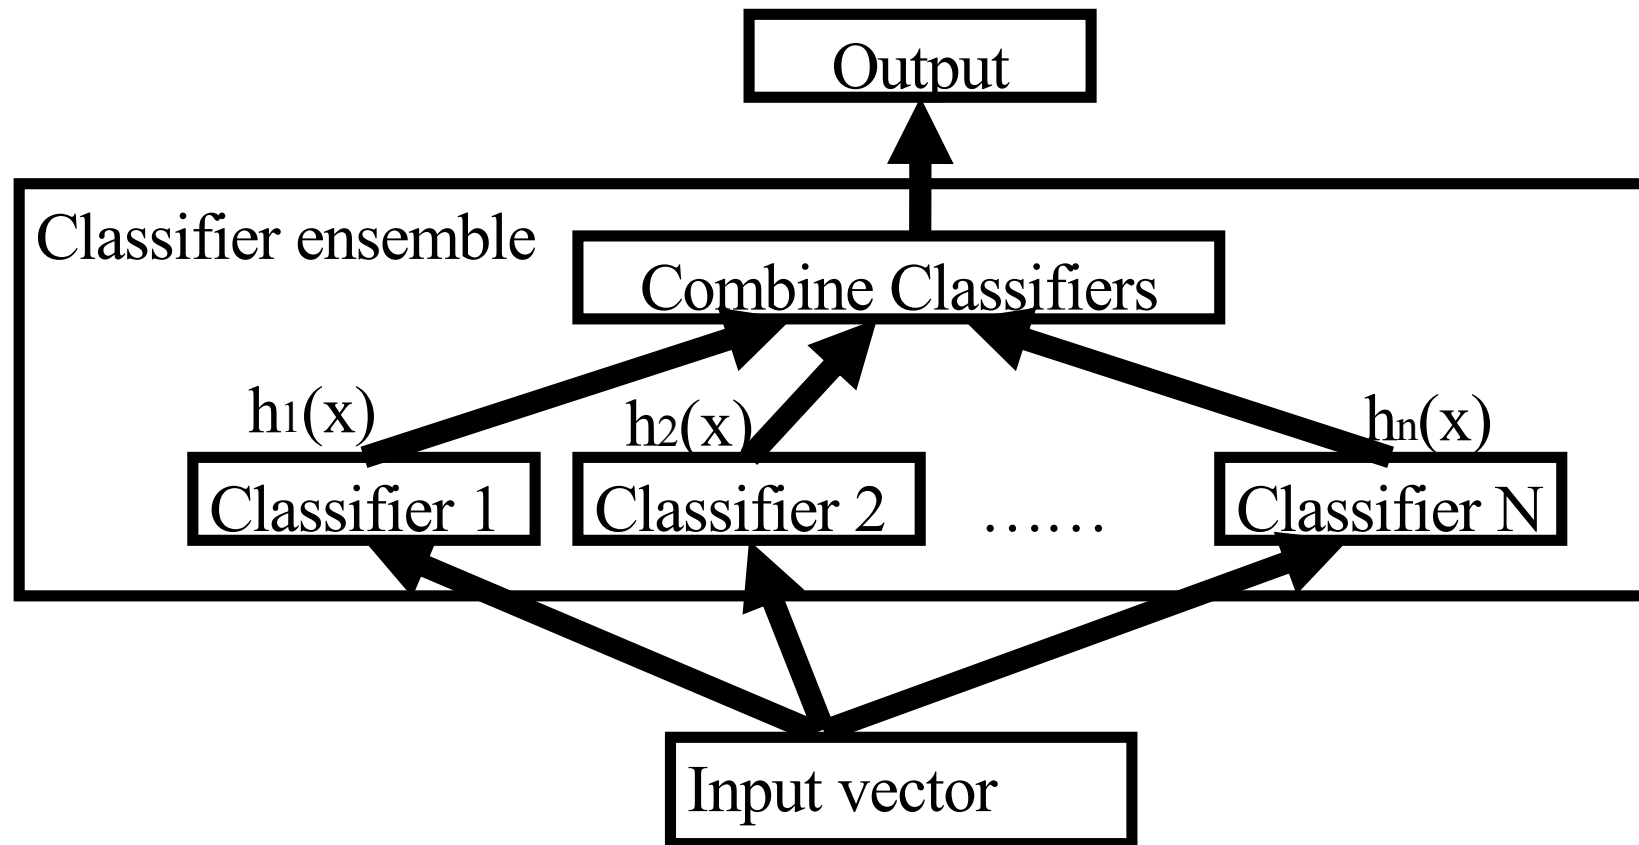 Output
Classifier ensemble
Combine Classifiers
h1(x)
h2(x)
hn(x)
Classifier 1
Classifier 2
……
Classifier N
Input vector